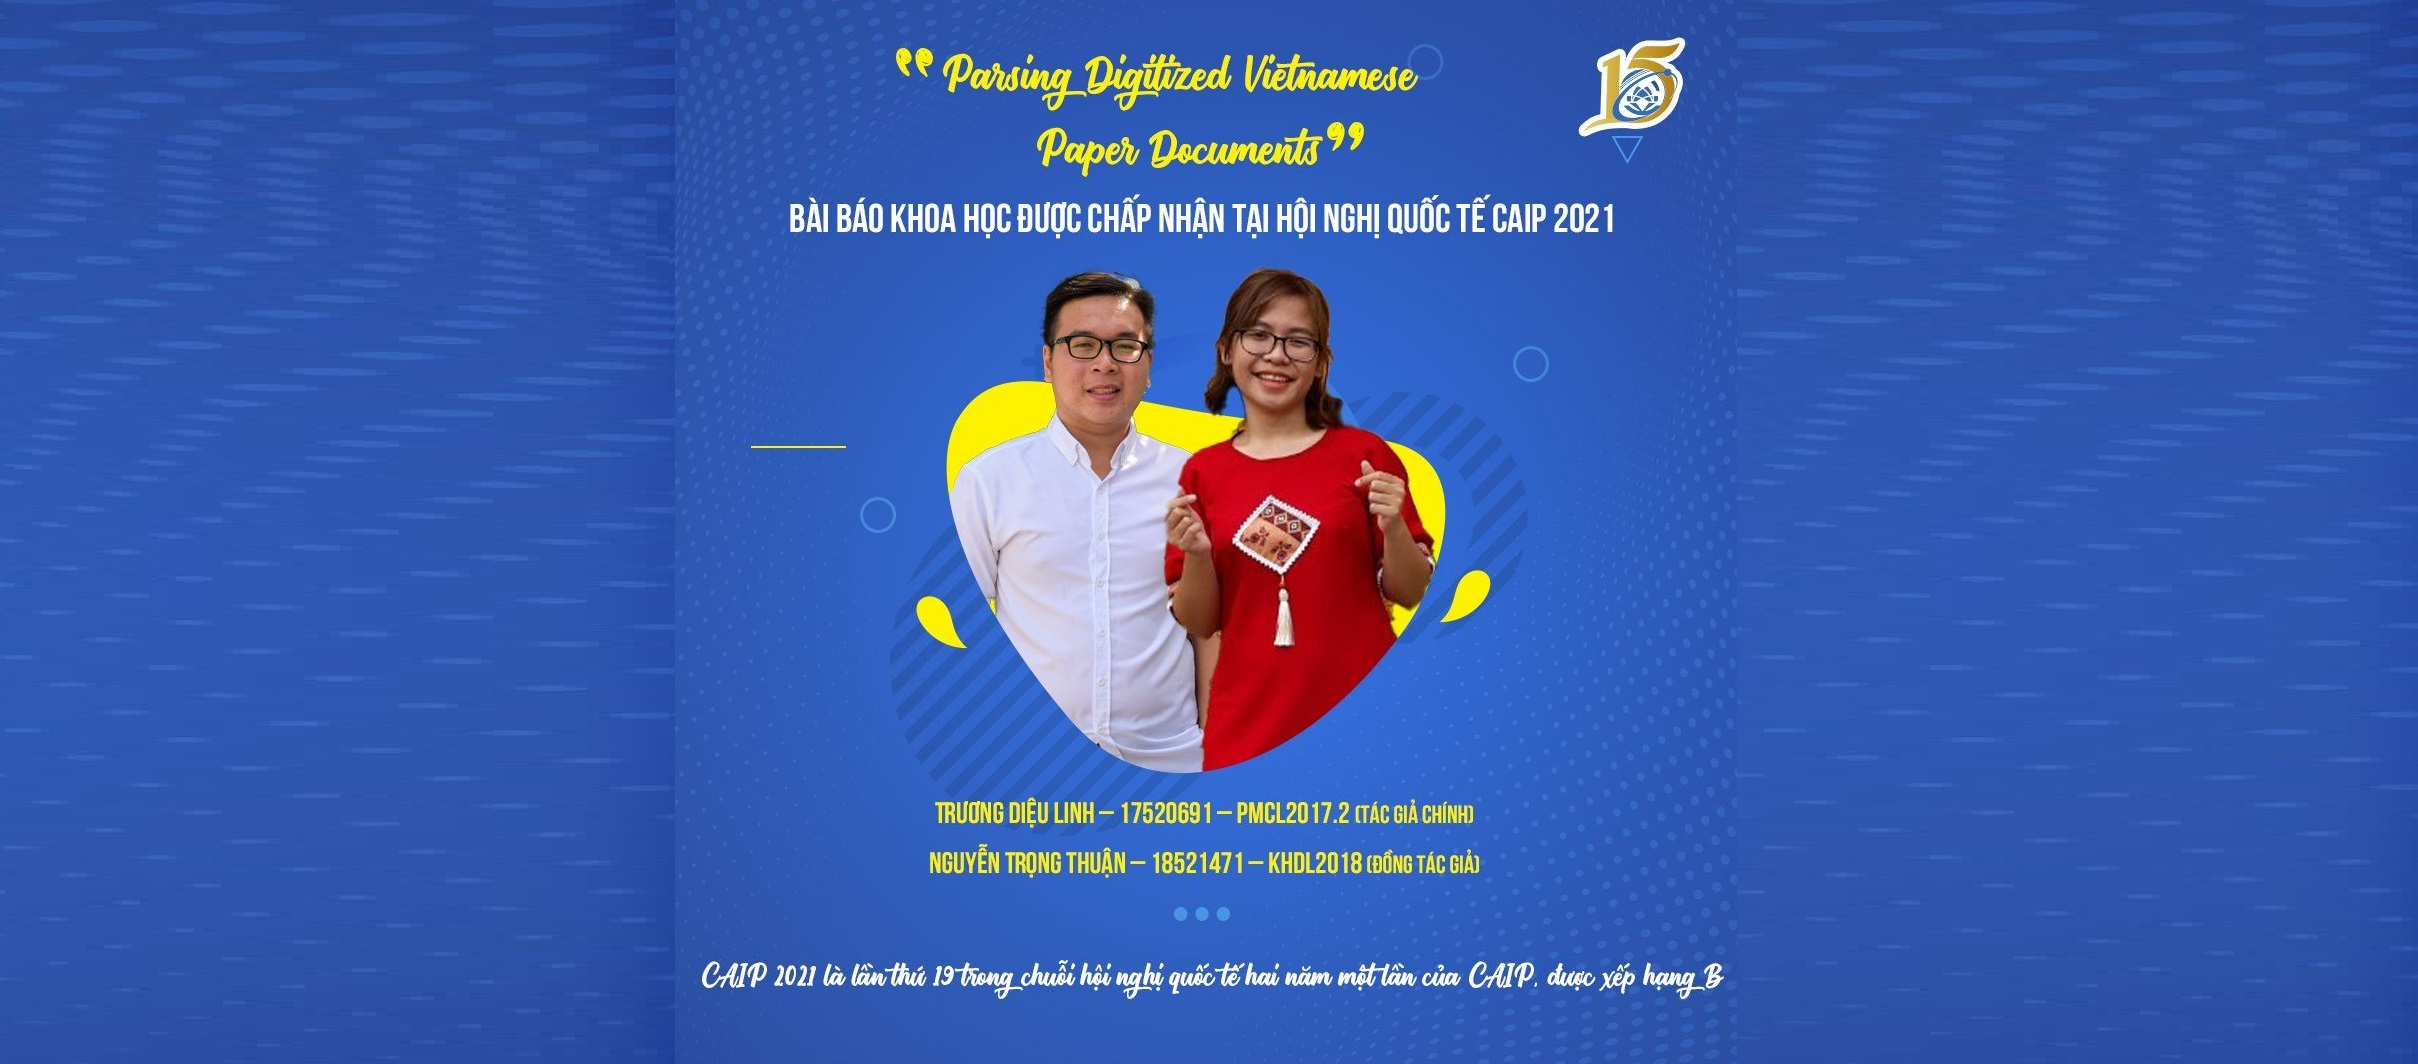 “Parsing Digitized Vietnamese
Paper Documents”
BÀI BÁO KHOA HỌC ĐƯỢC CHẤP NHẬN TẠI HỘI NGHỊ QUỐC TẾ CAIP 2021
15
TRƯƠNG DIỆU LINH – 17520691 – PMCL2017.2 (TÁC GIẢ CHÍNH)
NGUYỄN TRỌNG THUẬN – 18521471 – KHDL2018 (ĐỒNG TÁC GIẢ)
CAIP 2021 là lần thứ 19 trong chuỗi hội nghị quốc tế hai năm một lần của CAIP, được xếp hạng B